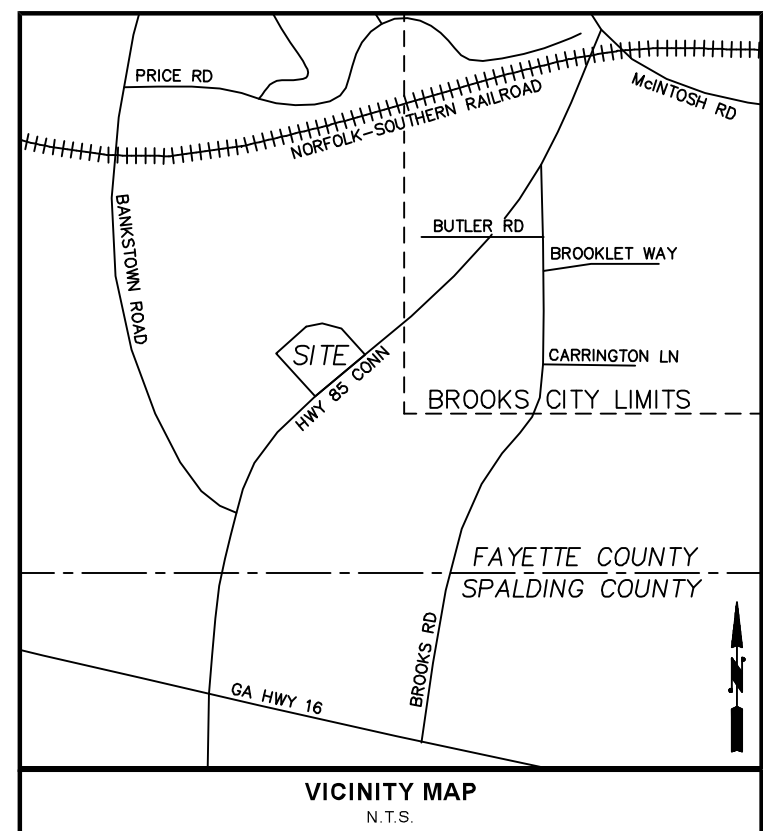 PRICE RD
McINTOSH RD
NORFOLK-SOUTHERN RAILROAD
BANKSTOWN ROAD
BUTLER RD
BROOKLET WAY
SITE
HWY 85 CONN
CARRINGTON LN
BROOKS CITY LIMITS
FAYETTE COUNTY
SPALDING COUNTY
BROOKS RD
GA HWY 16
N
VICINITY MAP
N.T.S.